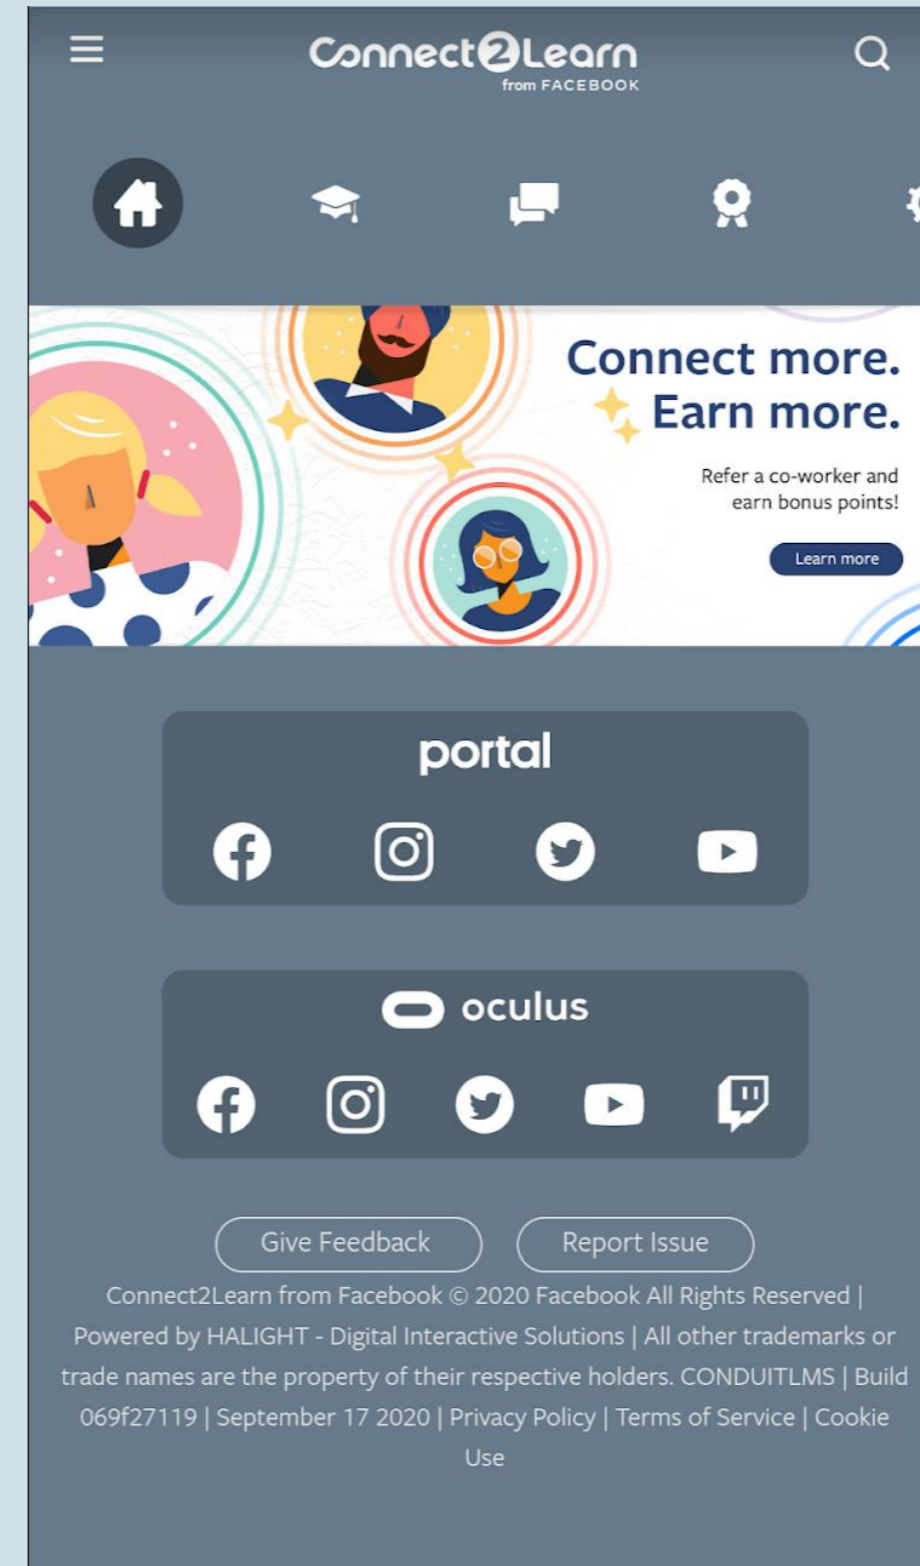 Connect2Learn
from FACEBOOK
Connect more.
Earn more.
Refer a co-worker and
earn bonus points!
Learn more
portal
oculus
Give Feedback
Report Issue
Connect2Learn from Facebook © 2020 Facebook All Rights Reserved |
Powered by HALIGHT - Digital Interactive Solutions | All other trademarks or
trade names are the property of their respective holders. CONDUITLMS | Build
069f27119 | September 17 2020 | Privacy Policy | Terms of Service | Cookie
Use